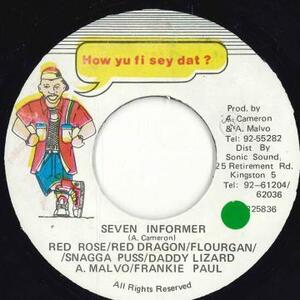 How yu fi sey dat ?
Prod. by
A. Cameron
& A. Malvo
Tel: 92-55282
Dist By
Sonic Sound.
25 Retirement Rd.
Kingston 5
Tel: 92-61204/
62036
825836
SEVEN INFORMER
(A. Cameron)
RED ROSE/RED DRAGON/FLOURGAN/
/SNAGGA PUSS/DADDY LIZARD
A. MALVO/FRANKIE PAUL
All Rights Reserved